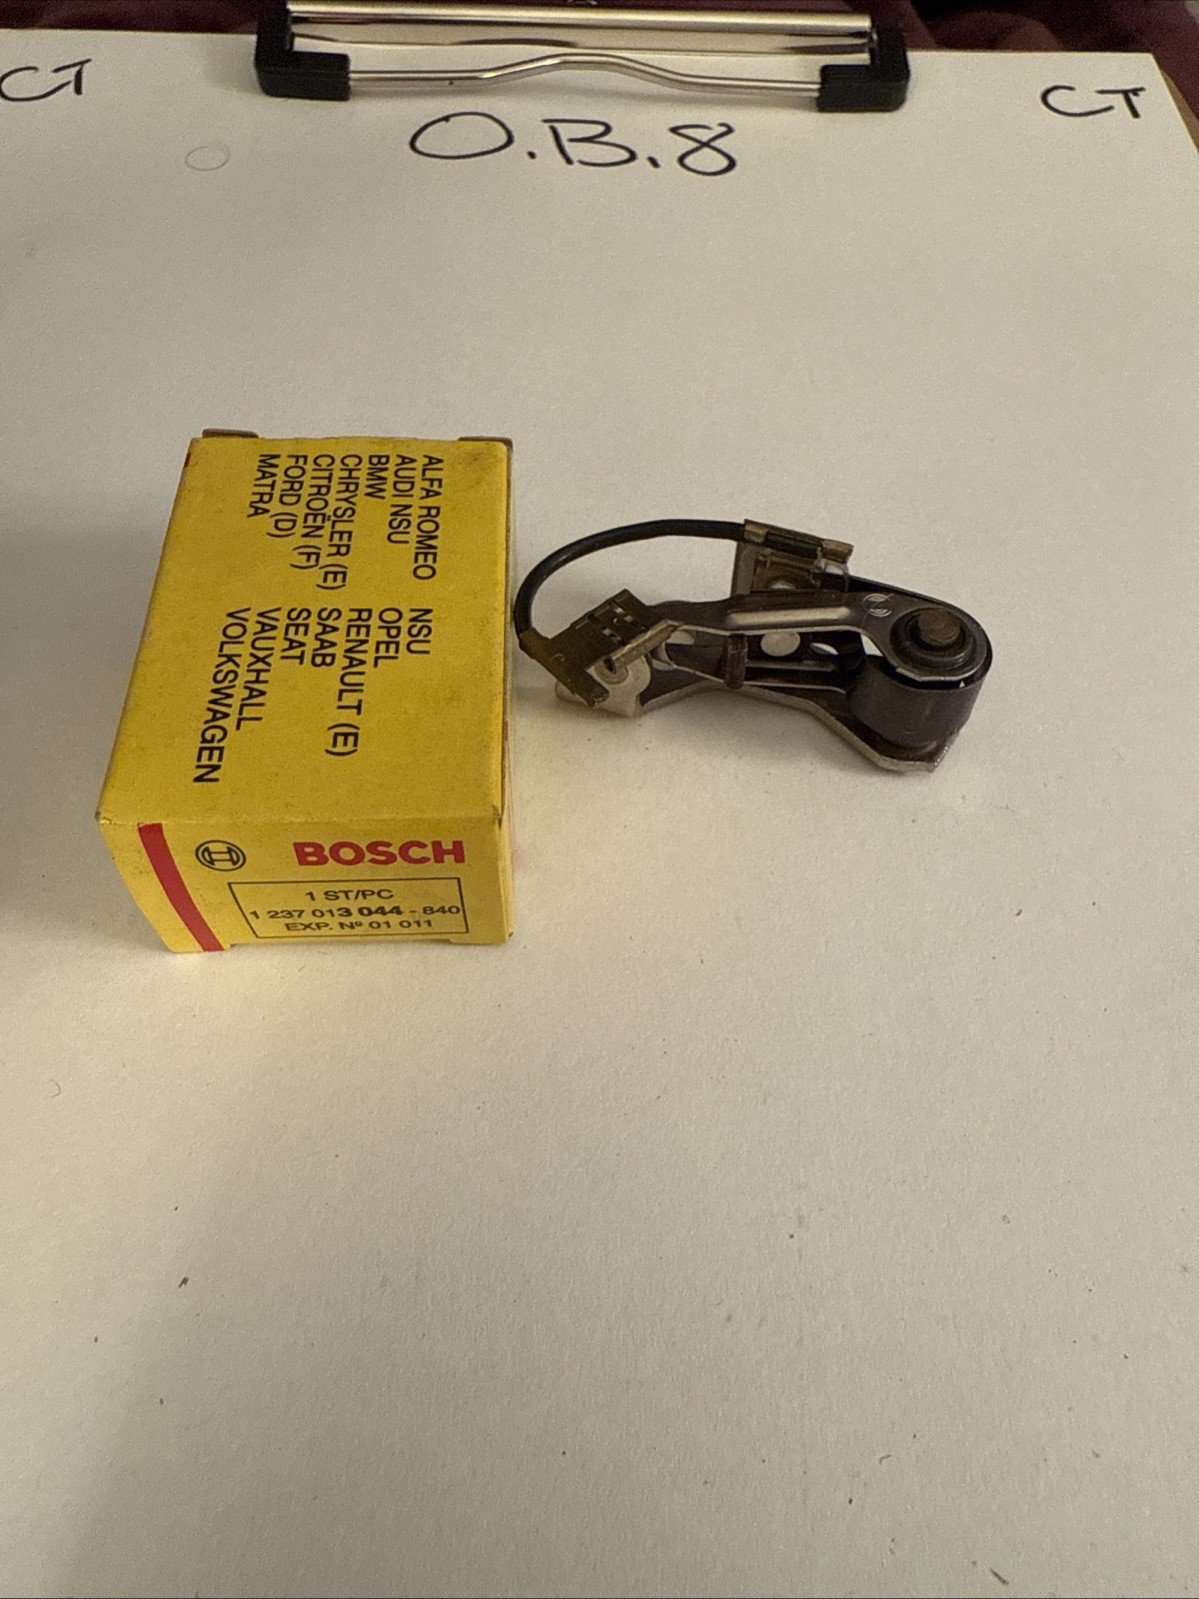 CT
CT
O.B.8
ALFA ROMEO
AUDI NSU
BMW
CHRYSLER (E)
CITROËN (F)
FORD (D)
MATRA
NSU
OPEL
RENAULT (E)
SAAB
SEAT
VAUXHALL
VOLKSWAGEN
BOSCH
1 ST/PC
1 237 013 044 - 840
EXP. Nº 01 011